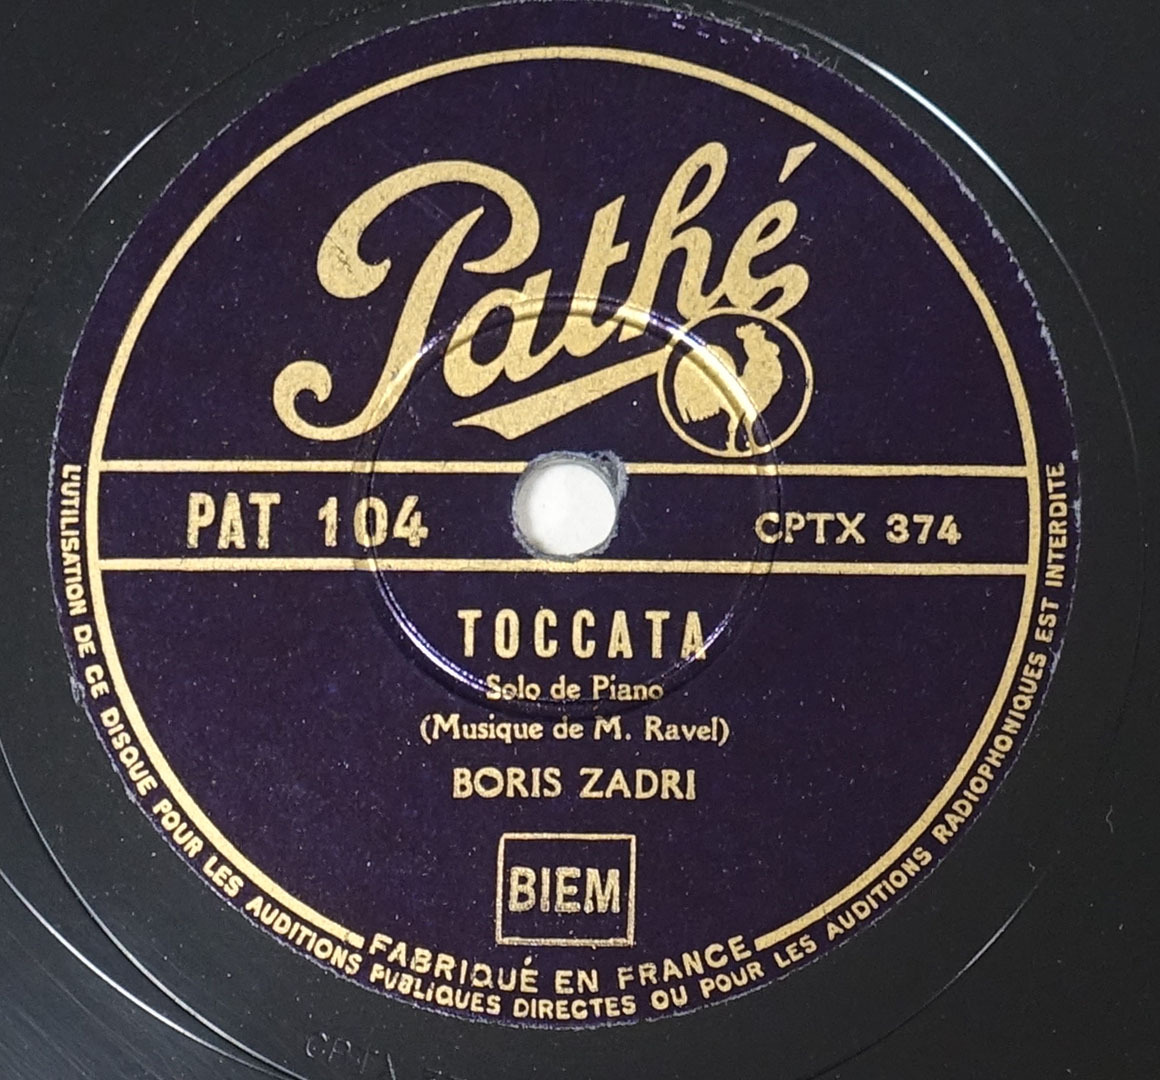 Pathé
PAT 104
CPTX 374
TOCCATA
Solo de Piano
(Musique de M. Ravel)
BORIS ZADRI
BIEM
FABRIQUÉ EN FRANCE
L'UTILISATION DE CE DISQUE POUR LES AUDITIONS PUBLIQUES DIRECTES OU POUR LES AUDITIONS RADIOPHONIQUES EST INTERDITE